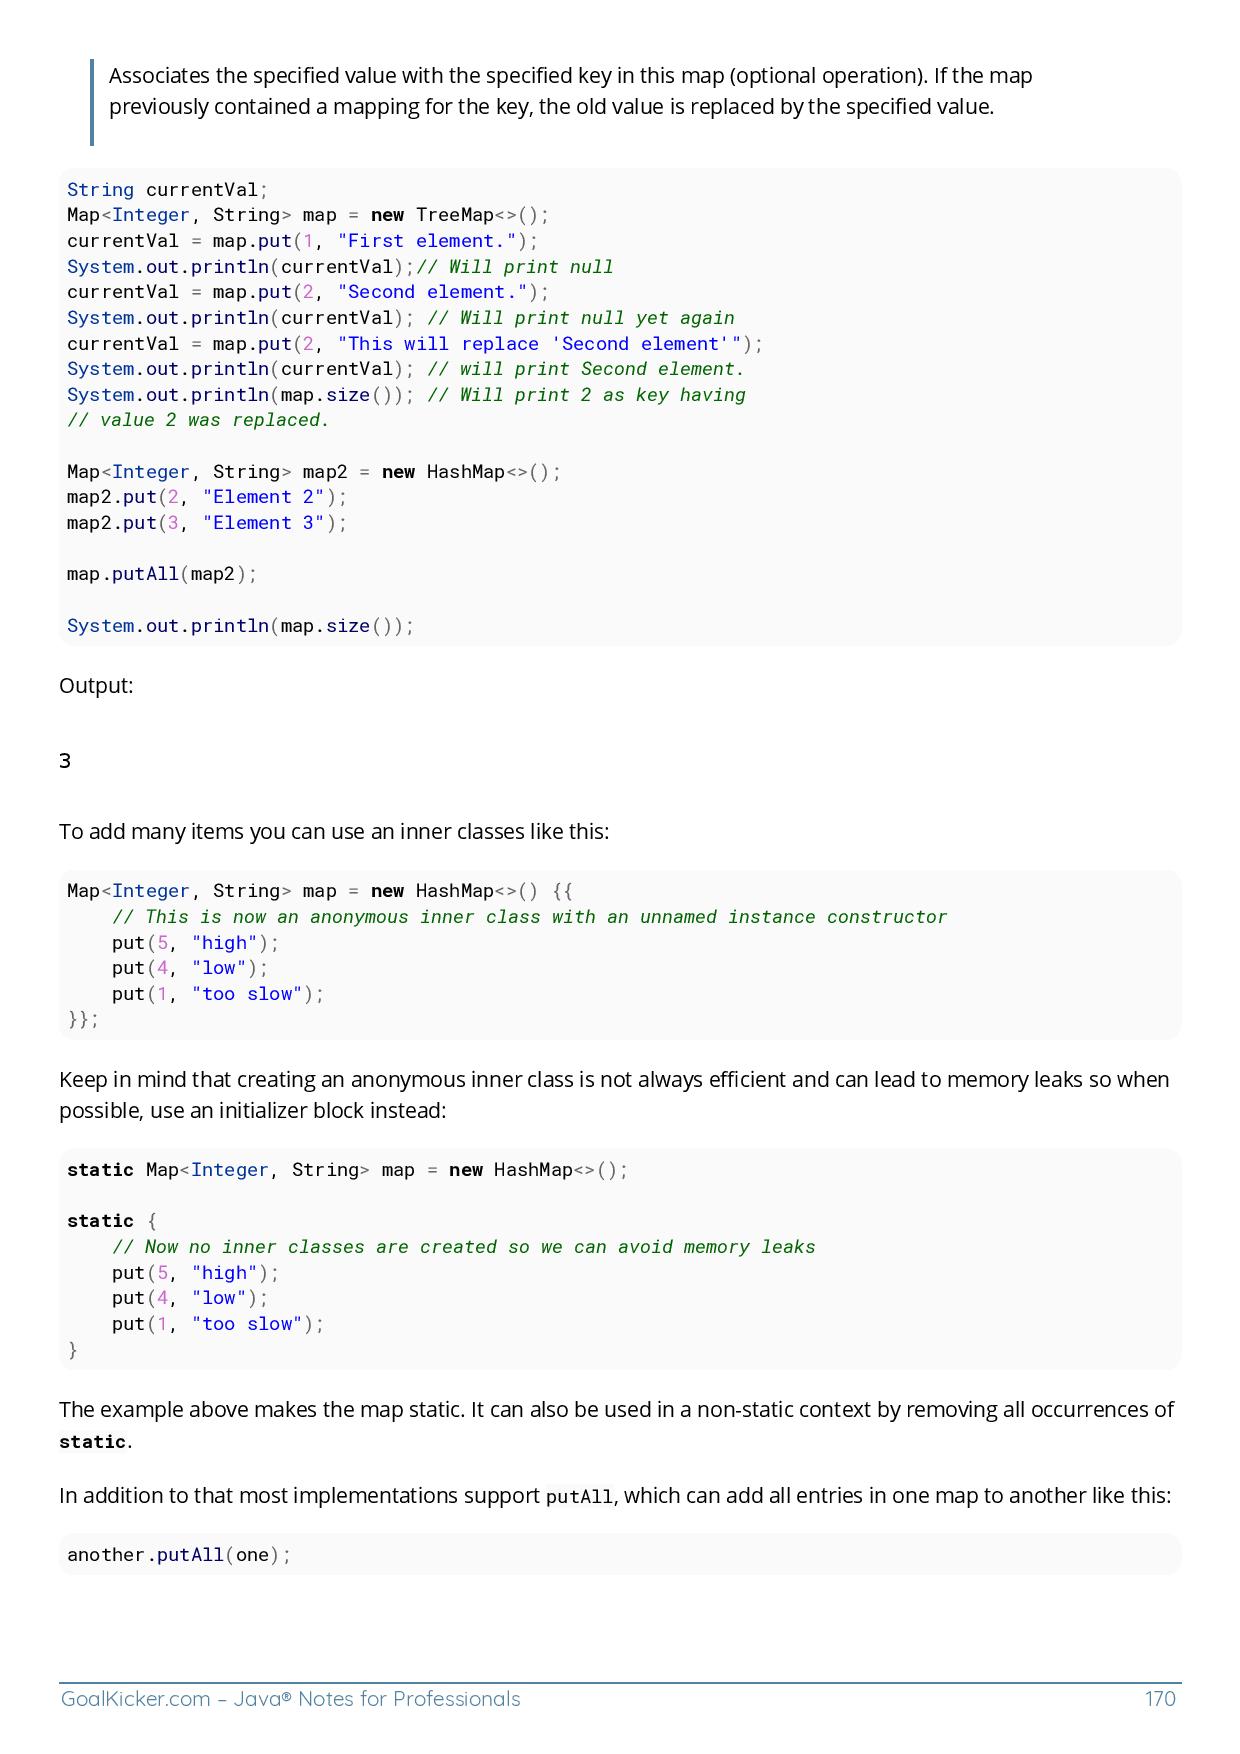 Associates the specified value with the specified key in this map (optional operation). If the map
previously contained a mapping for the key, the old value is replaced by the specified value.
String currentVal;
Map<Integer, String> map = new TreeMap<>();
currentVal = map.put(1, "First element.");
System.out.println(currentVal);// Will print null
currentVal = map.put(2, "Second element.");
System.out.println(currentVal); // Will print null yet again
currentVal = map.put(2, "This will replace 'Second element'");
System.out.println(currentVal); // will print Second element.
System.out.println(map.size()); // Will print 2 as key having
// value 2 was replaced.
Map<Integer, String> map2 = new HashMap<>();
map2.put(2, "Element 2");
map2.put(3, "Element 3");
map.putAll(map2);
System.out.println(map.size());
Output:
3
To add many items you can use an inner classes like this:
Map<Integer, String> map = new HashMap<>() {{
    // This is now an anonymous inner class with an unnamed instance constructor
    put(5, "high");
    put(4, "low");
    put(1, "too slow");
}};
Keep in mind that creating an anonymous inner class is not always efficient and can lead to memory leaks so when
possible, use an initializer block instead:
static Map<Integer, String> map = new HashMap<>();
static {
    // Now no inner classes are created so we can avoid memory leaks
    put(5, "high");
    put(4, "low");
    put(1, "too slow");
}
The example above makes the map static. It can also be used in a non-static context by removing all occurrences of
static.
In addition to that most implementations support putAll, which can add all entries in one map to another like this:
another.putAll(one);
GoalKicker.com – Java® Notes for Professionals 170